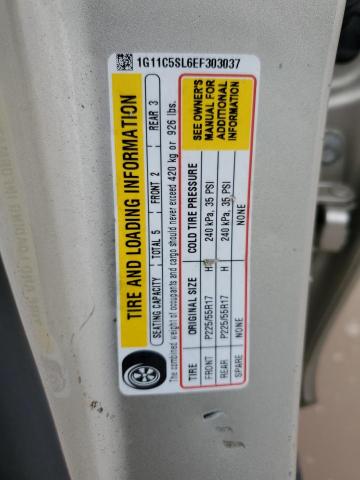 1G11C5SL6EF303037
TIRE AND LOADING INFORMATION
SEATING CAPACITY TOTAL 5 FRONT 2 REAR 3
The combined weight of occupants and cargo should never exceed 420 kg or 926 lbs.
TIRE ORIGINAL SIZE COLD TIRE PRESSURE
FRONT P225/55R17 H 240 kPa, 35 PSI
REAR P225/55R17 H 240 kPa, 35 PSI
SPARE NONE NONE
SEE OWNER'S
MANUAL FOR
ADDITIONAL
INFORMATION